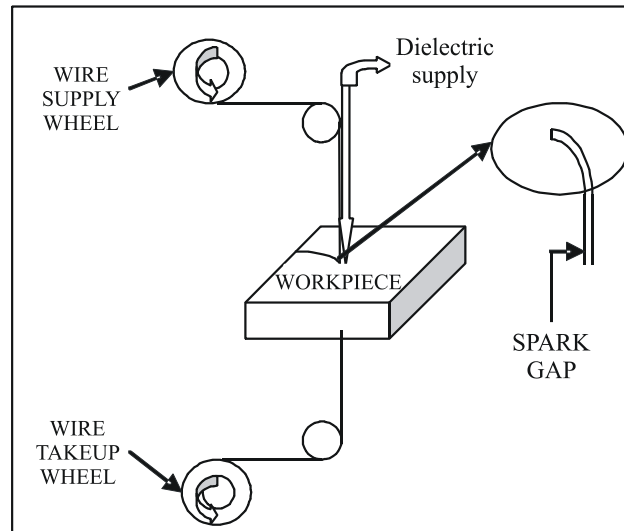 WIRE
SUPPLY
WHEEL
Dielectric
supply
WORKPIECE
SPARK
GAP
WIRE
TAKEUP
WHEEL